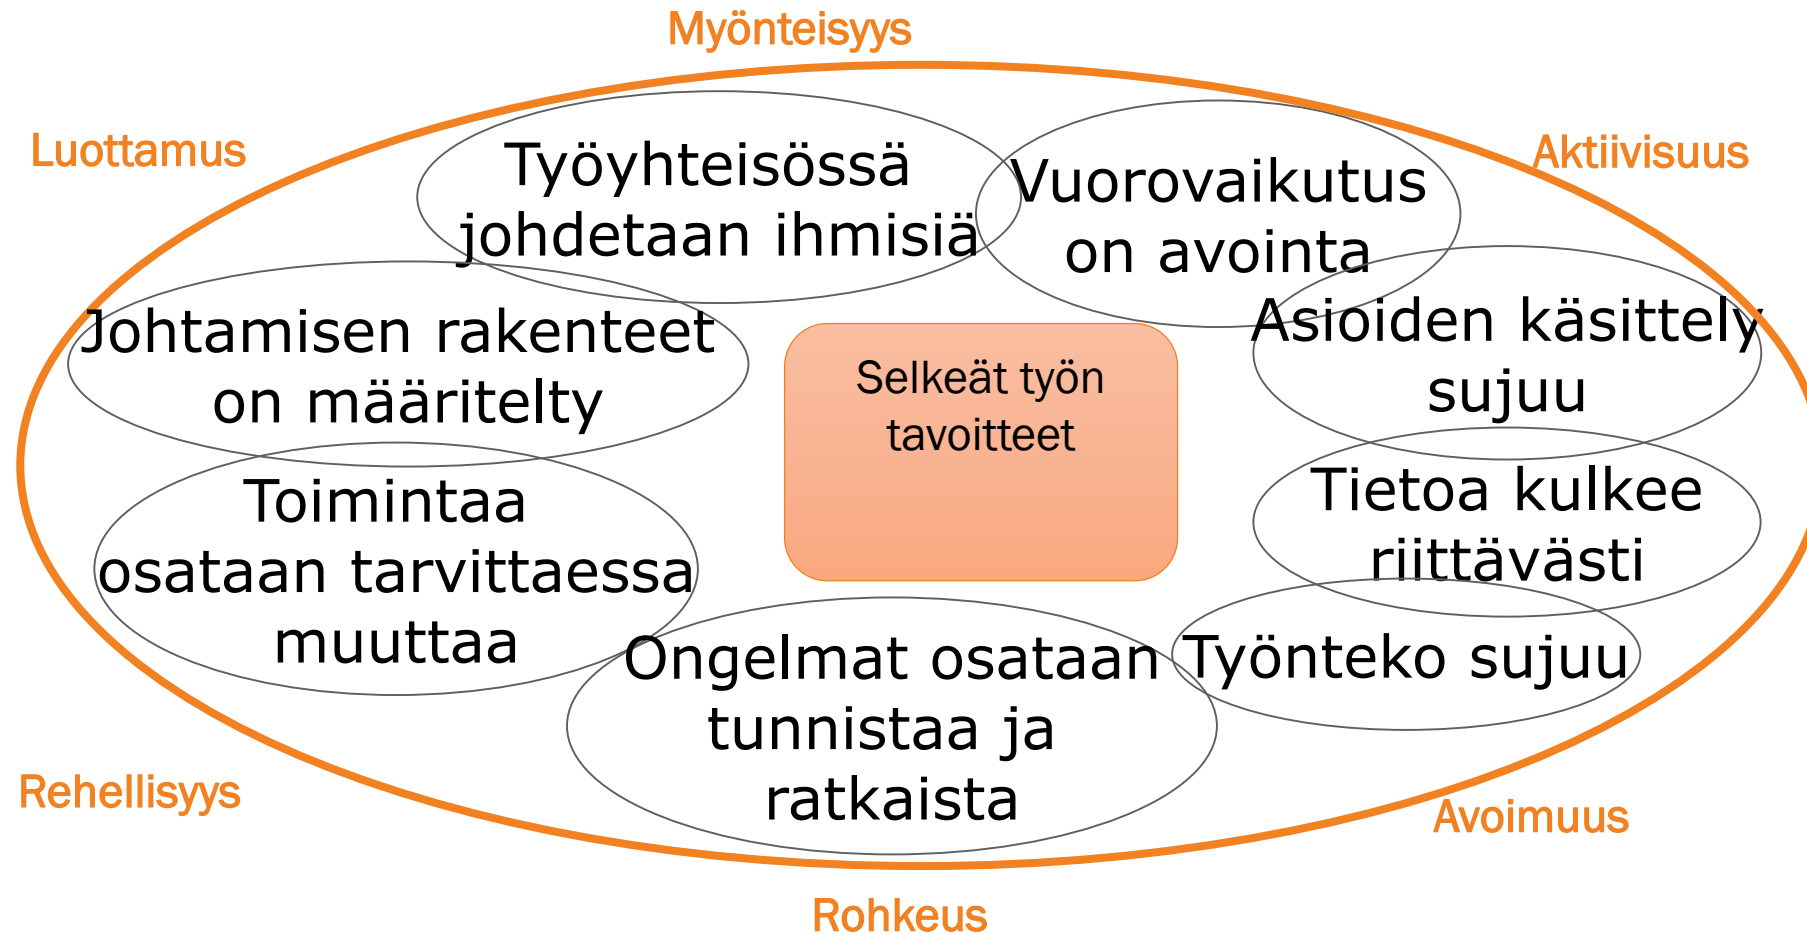 Myönteisyys
Luottamus
Aktiivisuus
Työyhteisössä
johdetaan ihmisiä
Vuorovaikutus
on avointa
Johtamisen rakenteet
on määritelty
Asioiden käsittely
sujuu
Selkeät työn
tavoitteet
Toimintaa
osataan tarvittaessa
muuttaa
Tietoa kulkee
riittävästi
Ongelmat osataan
tunnistaa ja
ratkaista
Työnteko sujuu
Rehellisyys
Avoimuus
Rohkeus